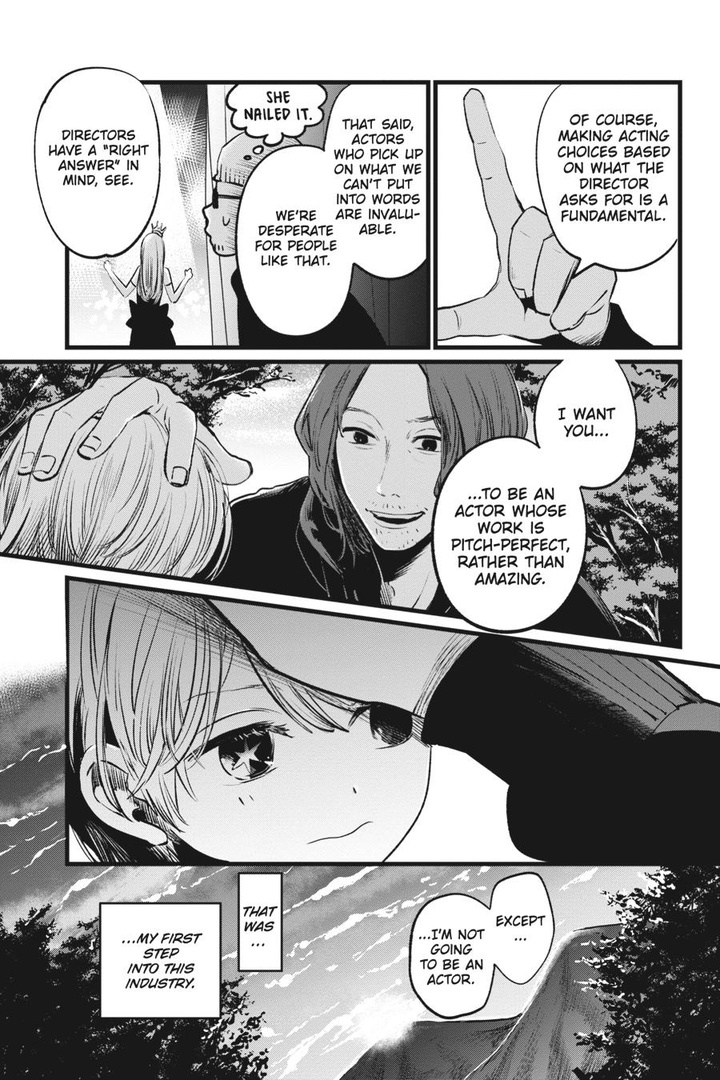 OF COURSE,
MAKING ACTING
CHOICES BASED
ON WHAT THE
DIRECTOR
ASKS FOR IS A
FUNDAMENTAL.
THAT SAID,
ACTORS
WHO PICK UP
ON WHAT WE
CAN'T PUT
INTO WORDS
ARE INVALU-
ABLE.
WE'RE
DESPERATE
FOR PEOPLE
LIKE THAT.
SHE
NAILED IT.
DIRECTORS
HAVE A "RIGHT
ANSWER" IN
MIND, SEE.
I WANT
YOU...
...TO BE AN
ACTOR WHOSE
WORK IS
PITCH-PERFECT,
RATHER THAN
AMAZING.
EXCEPT
...
...I'M NOT
GOING
TO BE AN
ACTOR.
THAT
WAS
...
...MY FIRST
STEP
INTO THIS
INDUSTRY.